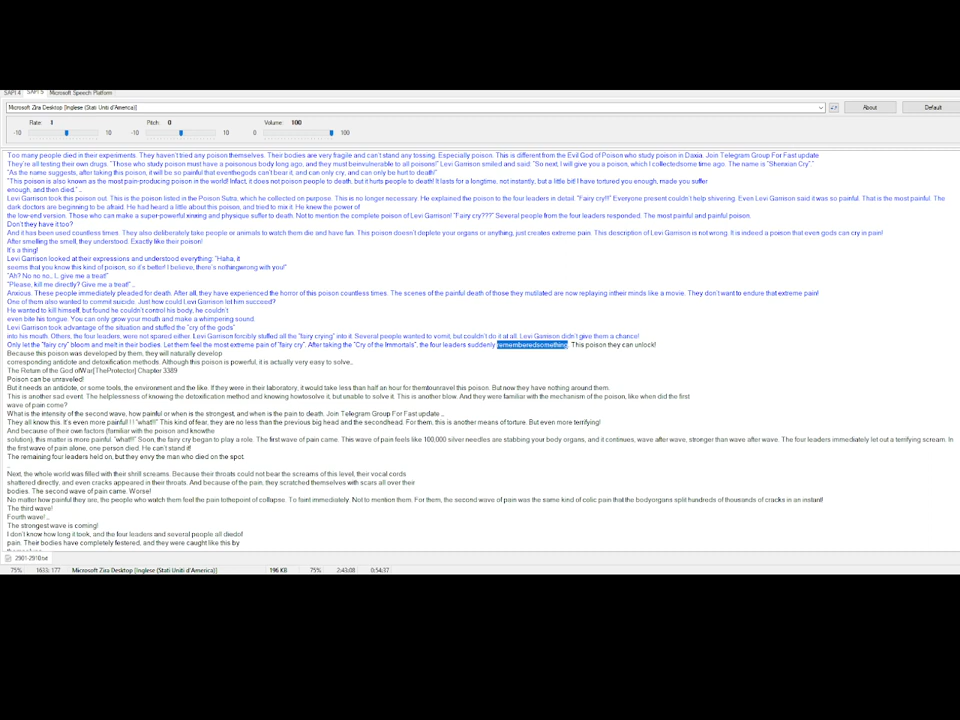 SAPI 4 SAPI 5 Microsoft Speech Platform
Microsoft Zira Desktop [Inglese (Stati Uniti d'America)] About Default
Rate: 1 Pitch: 0 Volume: 100
-10 10 -10 10 0 100
Too many people died in their experiments. They haven't tried any poison themselves. Their bodies are very fragile and can't stand any tossing. Especially poison. This is different from the Evil God of Poison who study poison in Daxia. Join Telegram Group For Fast update
They're all testing their own drugs. "Those who study poison must have a poisonous body long ago, and they must beinvulnerable to all poisons!" Levi Garrison smiled and said: "So next, I will give you a poison, which I collectedsome time ago. The name is "Shenxian Cry"."
"As the name suggests, after taking this poison, it will be so painful that eventhegods can't bear it, and can only cry, and can only be hurt to death!"
"This poison is also known as the most pain-producing poison in the world! Infact, it does not poison people to death, but it hurts people to death! It lasts for a longtime, not instantly, but a little bit! I have tortured you enough, made you suffer
enough, and then died." ..
Levi Garrison took this poison out. This is the poison listed in the Poison Sutra, which he collected on purpose. This is no longer necessary. He explained the poison to the four leaders in detail. "Fairy cry!!!" Everyone present couldn't help shivering. Even Levi Garrison said it was so painful. That is the most painful. The
dark doctors are beginning to be afraid. He had heard a little about this poison, and tried to mix it. He knew the power of
the low-end version. Those who can make a super-powerful xinxing and physique suffer to death. Not to mention the complete poison of Levi Garrison! "Fairy cry???" Several people from the four leaders responded. The most painful and painful poison.
Don't they have it too?
And it has been used countless times. They also deliberately take people or animals to watch them die and have fun. This poison doesn't deplete your organs or anything, just creates extreme pain. This description of Levi Garrison is not wrong. It is indeed a poison that even gods can cry in pain!
After smelling the smell, they understood. Exactly like their poison!
It's a thing!
Levi Garrison looked at their expressions and understood everything: "Haha, it
seems that you know this kind of poison, so it's better! I believe, there's nothingwrong with you!"
"Ah? No no no... I.. give me a treat!"
"Please, kill me directly? Give me a treat!" ..
Anxious. These people immediately pleaded for death. After all, they have experienced the horror of this poison countless times. The scenes of the painful death of those they mutilated are now replaying intheir minds like a movie. They don't want to endure that extreme pain!
One of them also wanted to commit suicide. Just how could Levi Garrison let him succeed?
He wanted to kill himself, but found he couldn't control his body, he couldn't
even bite his tongue. You can only grow your mouth and make a whimpering sound.
Levi Garrison took advantage of the situation and stuffed the "cry of the gods"
into his mouth. Others, the four leaders, were not spared either. Levi Garrison forcibly stuffed all the "fairy crying" into it. Several people wanted to vomit, but couldn't do it at all. Levi Garrison didn't give them a chance!
Only let the "fairy cry" bloom and melt in their bodies. Let them feel the most extreme pain of "fairy cry". After taking the "Cry of the Immortals", the four leaders suddenly rememberedsomething. This poison they can unlock!
Because this poison was developed by them, they will naturally develop
corresponding antidote and detoxification methods. Although this poison is powerful, it is actually very easy to solve..
The Return of the God ofWar[TheProtector] Chapter 3389
Poison can be unraveled!
But it needs an antidote, or some tools, the environment and the like. If they were in their laboratory, it would take less than half an hour for themtounravel this poison. But now they have nothing around them.
This is another sad event. The helplessness of knowing the detoxification method and knowing howtosolve it, but unable to solve it. This is another blow. And they were familiar with the mechanism of the poison, like when did the first
wave of pain come?
What is the intensity of the second wave, how painful or when is the strongest, and when is the pain to death. Join Telegram Group For Fast update ..
They all know this. It's even more painful! ! ! "what!!" This kind of fear, they are no less than the previous big head and the secondhead. For them, this is another means of torture. But even more terrifying!
And because of their own factors (familiar with the poison and knowthe
solution), this matter is more painful. "what!!!" Soon, the fairy cry began to play a role. The first wave of pain came. This wave of pain feels like 100,000 silver needles are stabbing your body organs, and it continues, wave after wave, stronger than wave after wave. The four leaders immediately let out a terrifying scream. In
the first wave of pain alone, one person died. He can't stand it!
The remaining four leaders held on, but they envy the man who died on the spot.
..
Next, the whole world was filled with their shrill screams. Because their throats could not bear the screams of this level, their vocal cords
shattered directly, and even cracks appeared in their throats. And because of the pain, they scratched themselves with scars all over their
bodies. The second wave of pain came. Worse!
No matter how painful they are, the people who watch them feel the pain tothepoint of collapse. To faint immediately. Not to mention them. For them, the second wave of pain was the same kind of colic pain that the bodyorgans split hundreds of thousands of cracks in an instant!
The third wave!
Fourth wave! ..
The strongest wave is coming!
I don't know how long it took, and the four leaders and several people all diedof
pain. Their bodies have completely festered, and they were caught like this by
2901-2910.txt
75% 1633: 177 Microsoft Zira Desktop [Inglese (Stati Uniti d'America)] 196 KB 75% 2:43:08 0:54:37